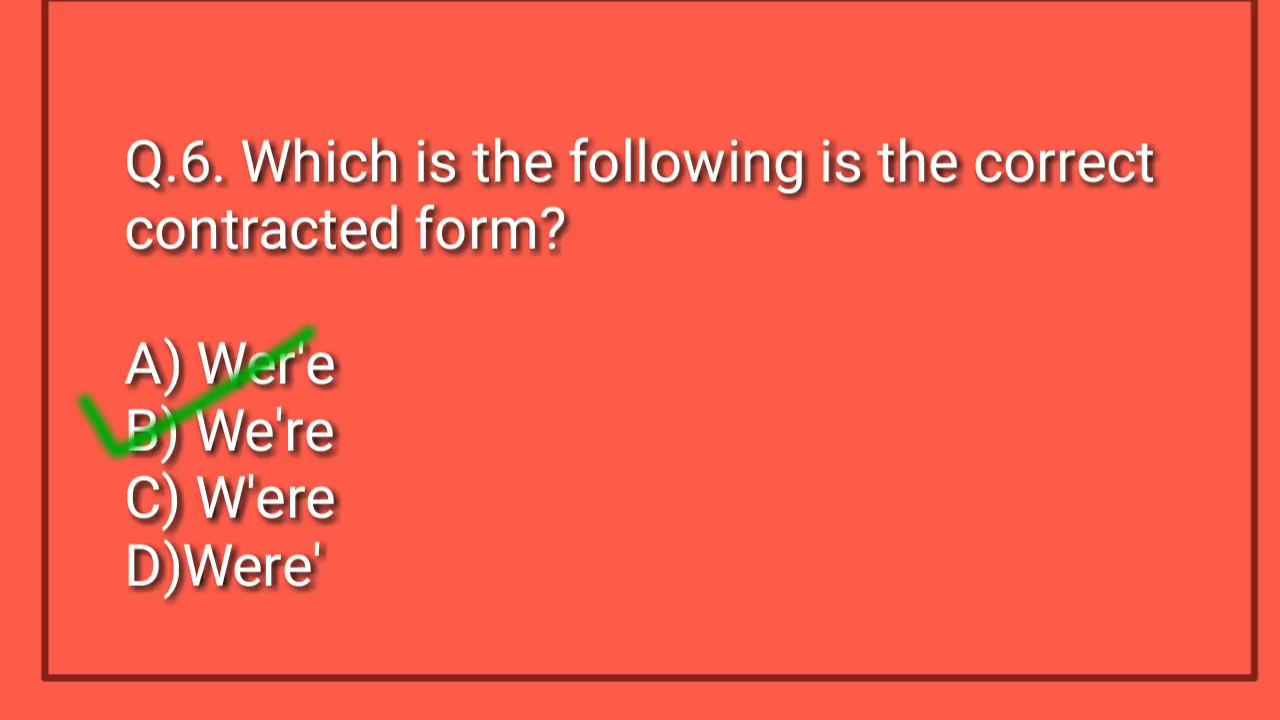 Q.6. Which is the following is the correct
contracted form?
A) Wer'e
B) We're
C) W'ere
D)Were'